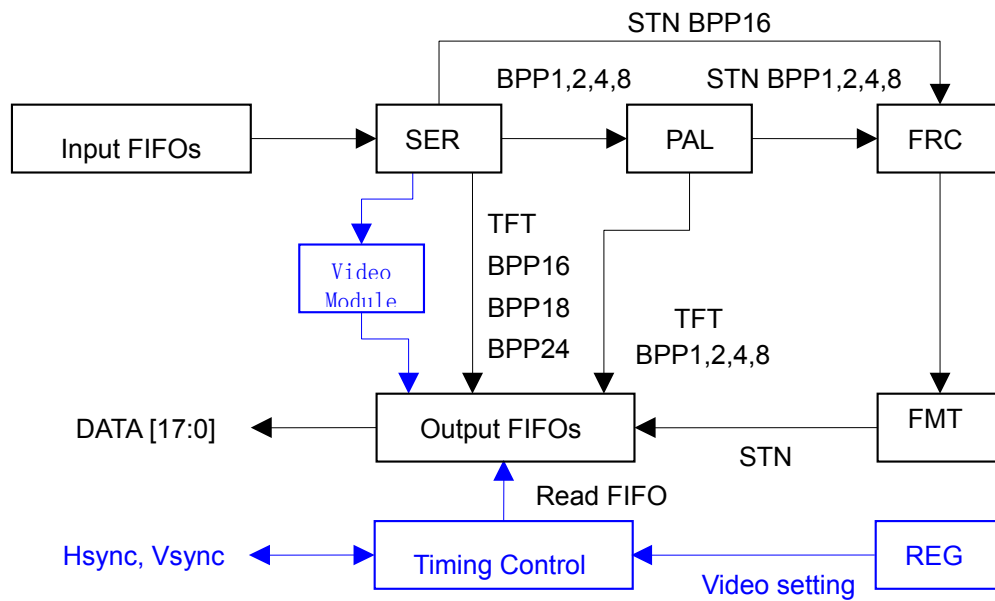 STN BPP16
BPP1,2,4,8
STN BPP1,2,4,8
Input FIFOs
SER
PAL
FRC
TFT
BPP16
BPP18
BPP24
Video
Module
TFT
BPP1,2,4,8
DATA [17:0]
Output FIFOs
STN
FMT
Read FIFO
Hsync, Vsync
Timing Control
Video setting
REG